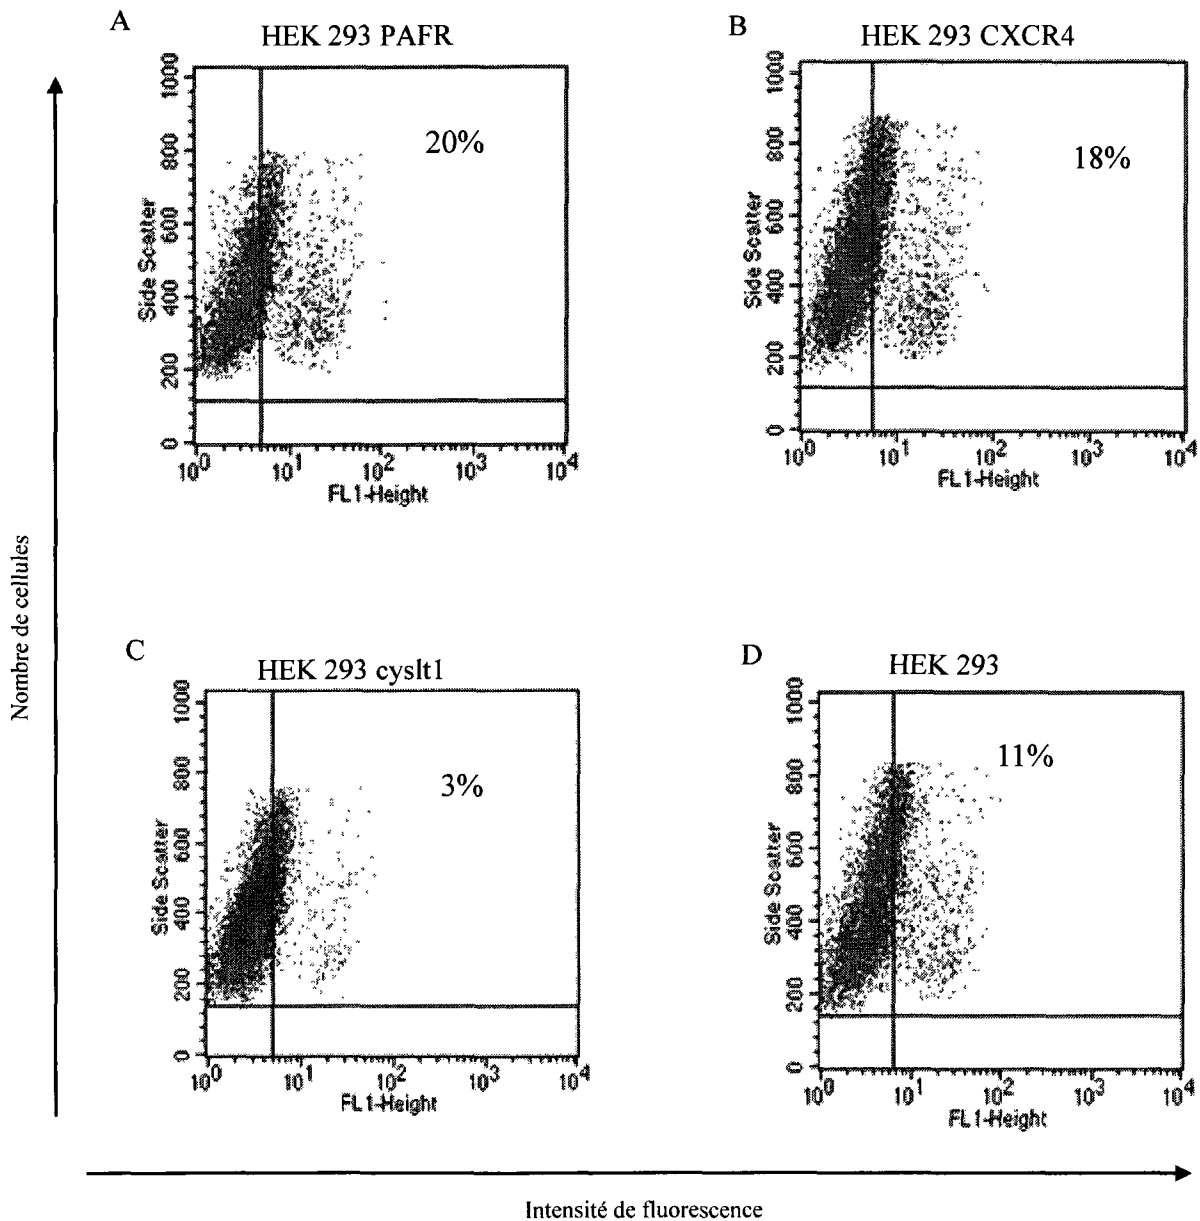 A
HEK 293 PAFR
1000
800
600
400
200
0
Side Scatter
20%
10^0 10^1 10^2 10^3 10^4
FL1-Height
B
HEK 293 CXCR4
1000
800
600
400
200
0
Side Scatter
18%
10^0 10^1 10^2 10^3 10^4
FL1-Height
Nombre de cellules
C
HEK 293 cyslt1
1000
800
600
400
200
0
Side Scatter
3%
10^0 10^1 10^2 10^3 10^4
FL1-Height
D
HEK 293
1000
800
600
400
200
0
Side Scatter
11%
10^0 10^1 10^2 10^3 10^4
FL1-Height
Intensité de fluorescence